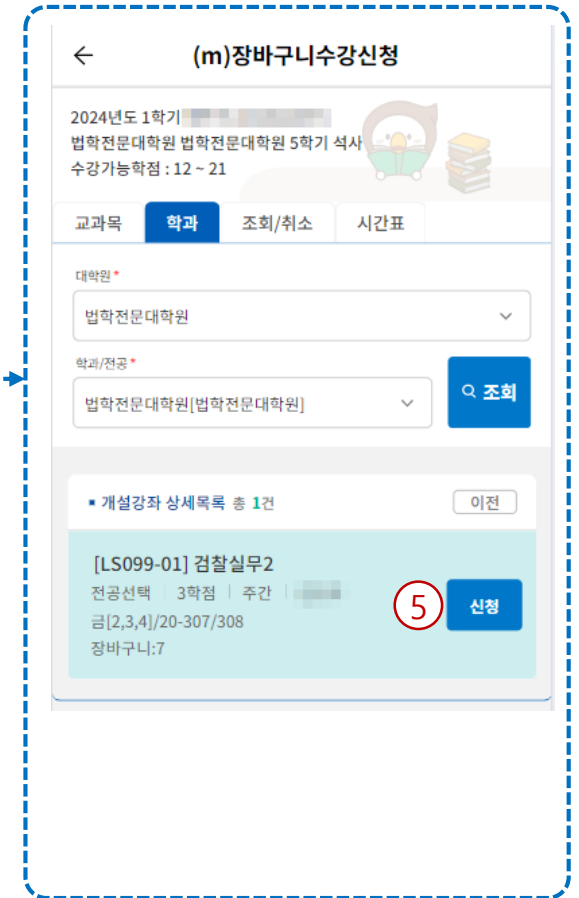 (m)장바구니수강신청
2024년도 1학기
법학전문대학원 법학전문대학원 5학기 석사
수강가능학점 : 12 ~ 21
교과목 학과 조회/취소 시간표
대학원 *
법학전문대학원
학과/전공 *
법학전문대학원[법학전문대학원]
조회
개설강좌 상세목록 총 1건
이전
[LS099-01] 검찰실무2
전공선택 3학점 주간
금[2,3,4]/20-307/308
장바구니:7
5
신청